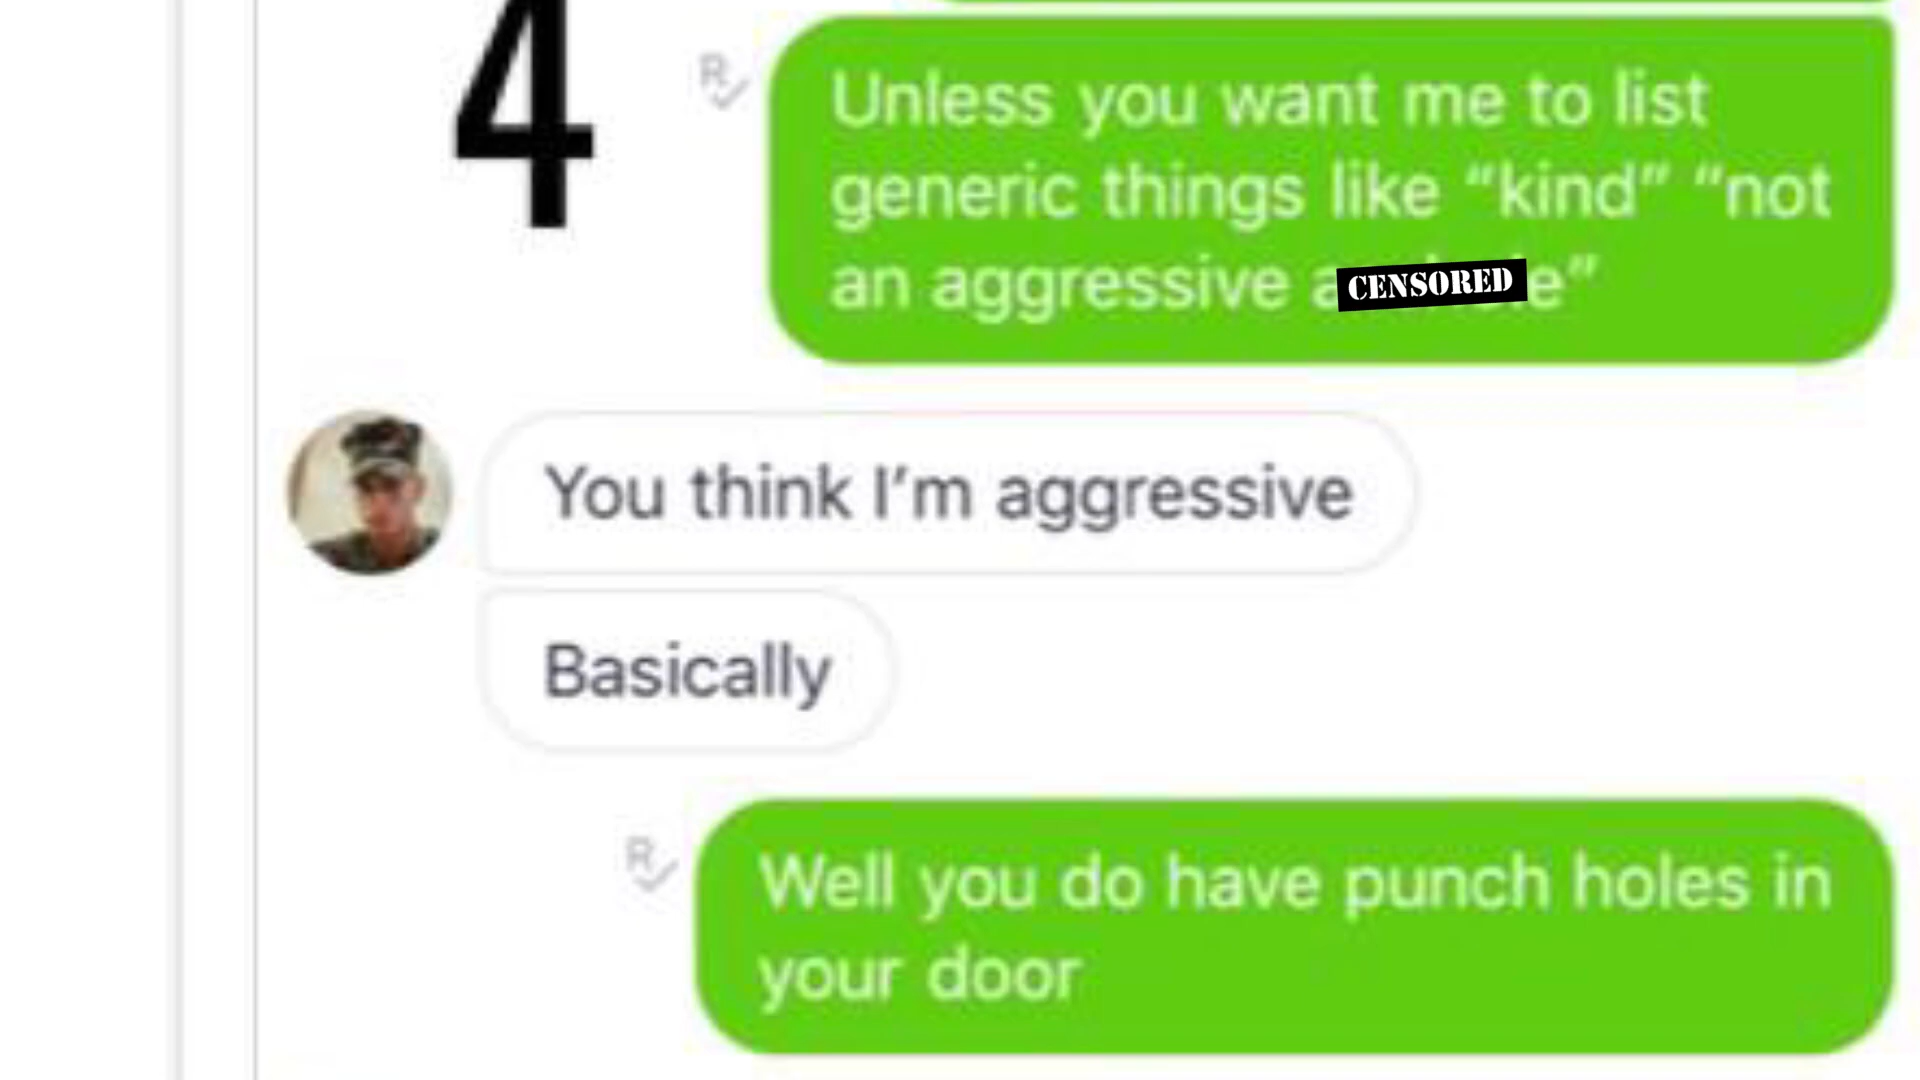 4
R
Unless you want me to list
generic things like “kind” “not
an aggressive a CENSORED e”
You think I’m aggressive
Basically
R
Well you do have punch holes in
your door